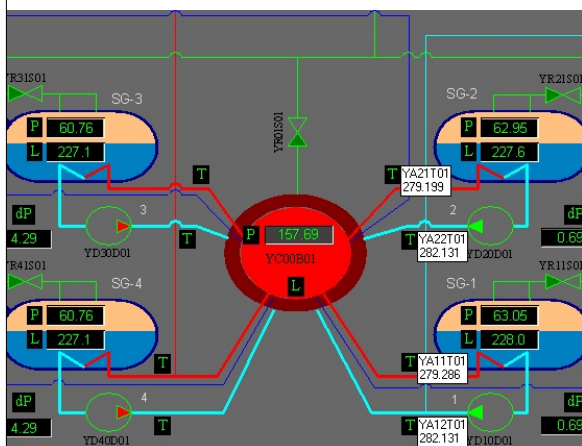 YR31S01
SG-3
P 60.76
L 227.1
T
dP
4.29
3
YD30D01
T
YR01S01
SG-2
YR21S01
P 62.95
L 227.6
T
YA21T01
279.199
T
YA22T01
282.131
2
YD20D01
dP
0.69
P 157.69
YC00B01
L
YR41S01
SG-4
P 60.76
L 227.1
T
dP
4.29
4
YD40D01
T
SG-1
YR11S01
P 63.05
L 228.0
T
YA11T01
279.286
T
YA12T01
282.131
1
YD10D01
dP
0.69